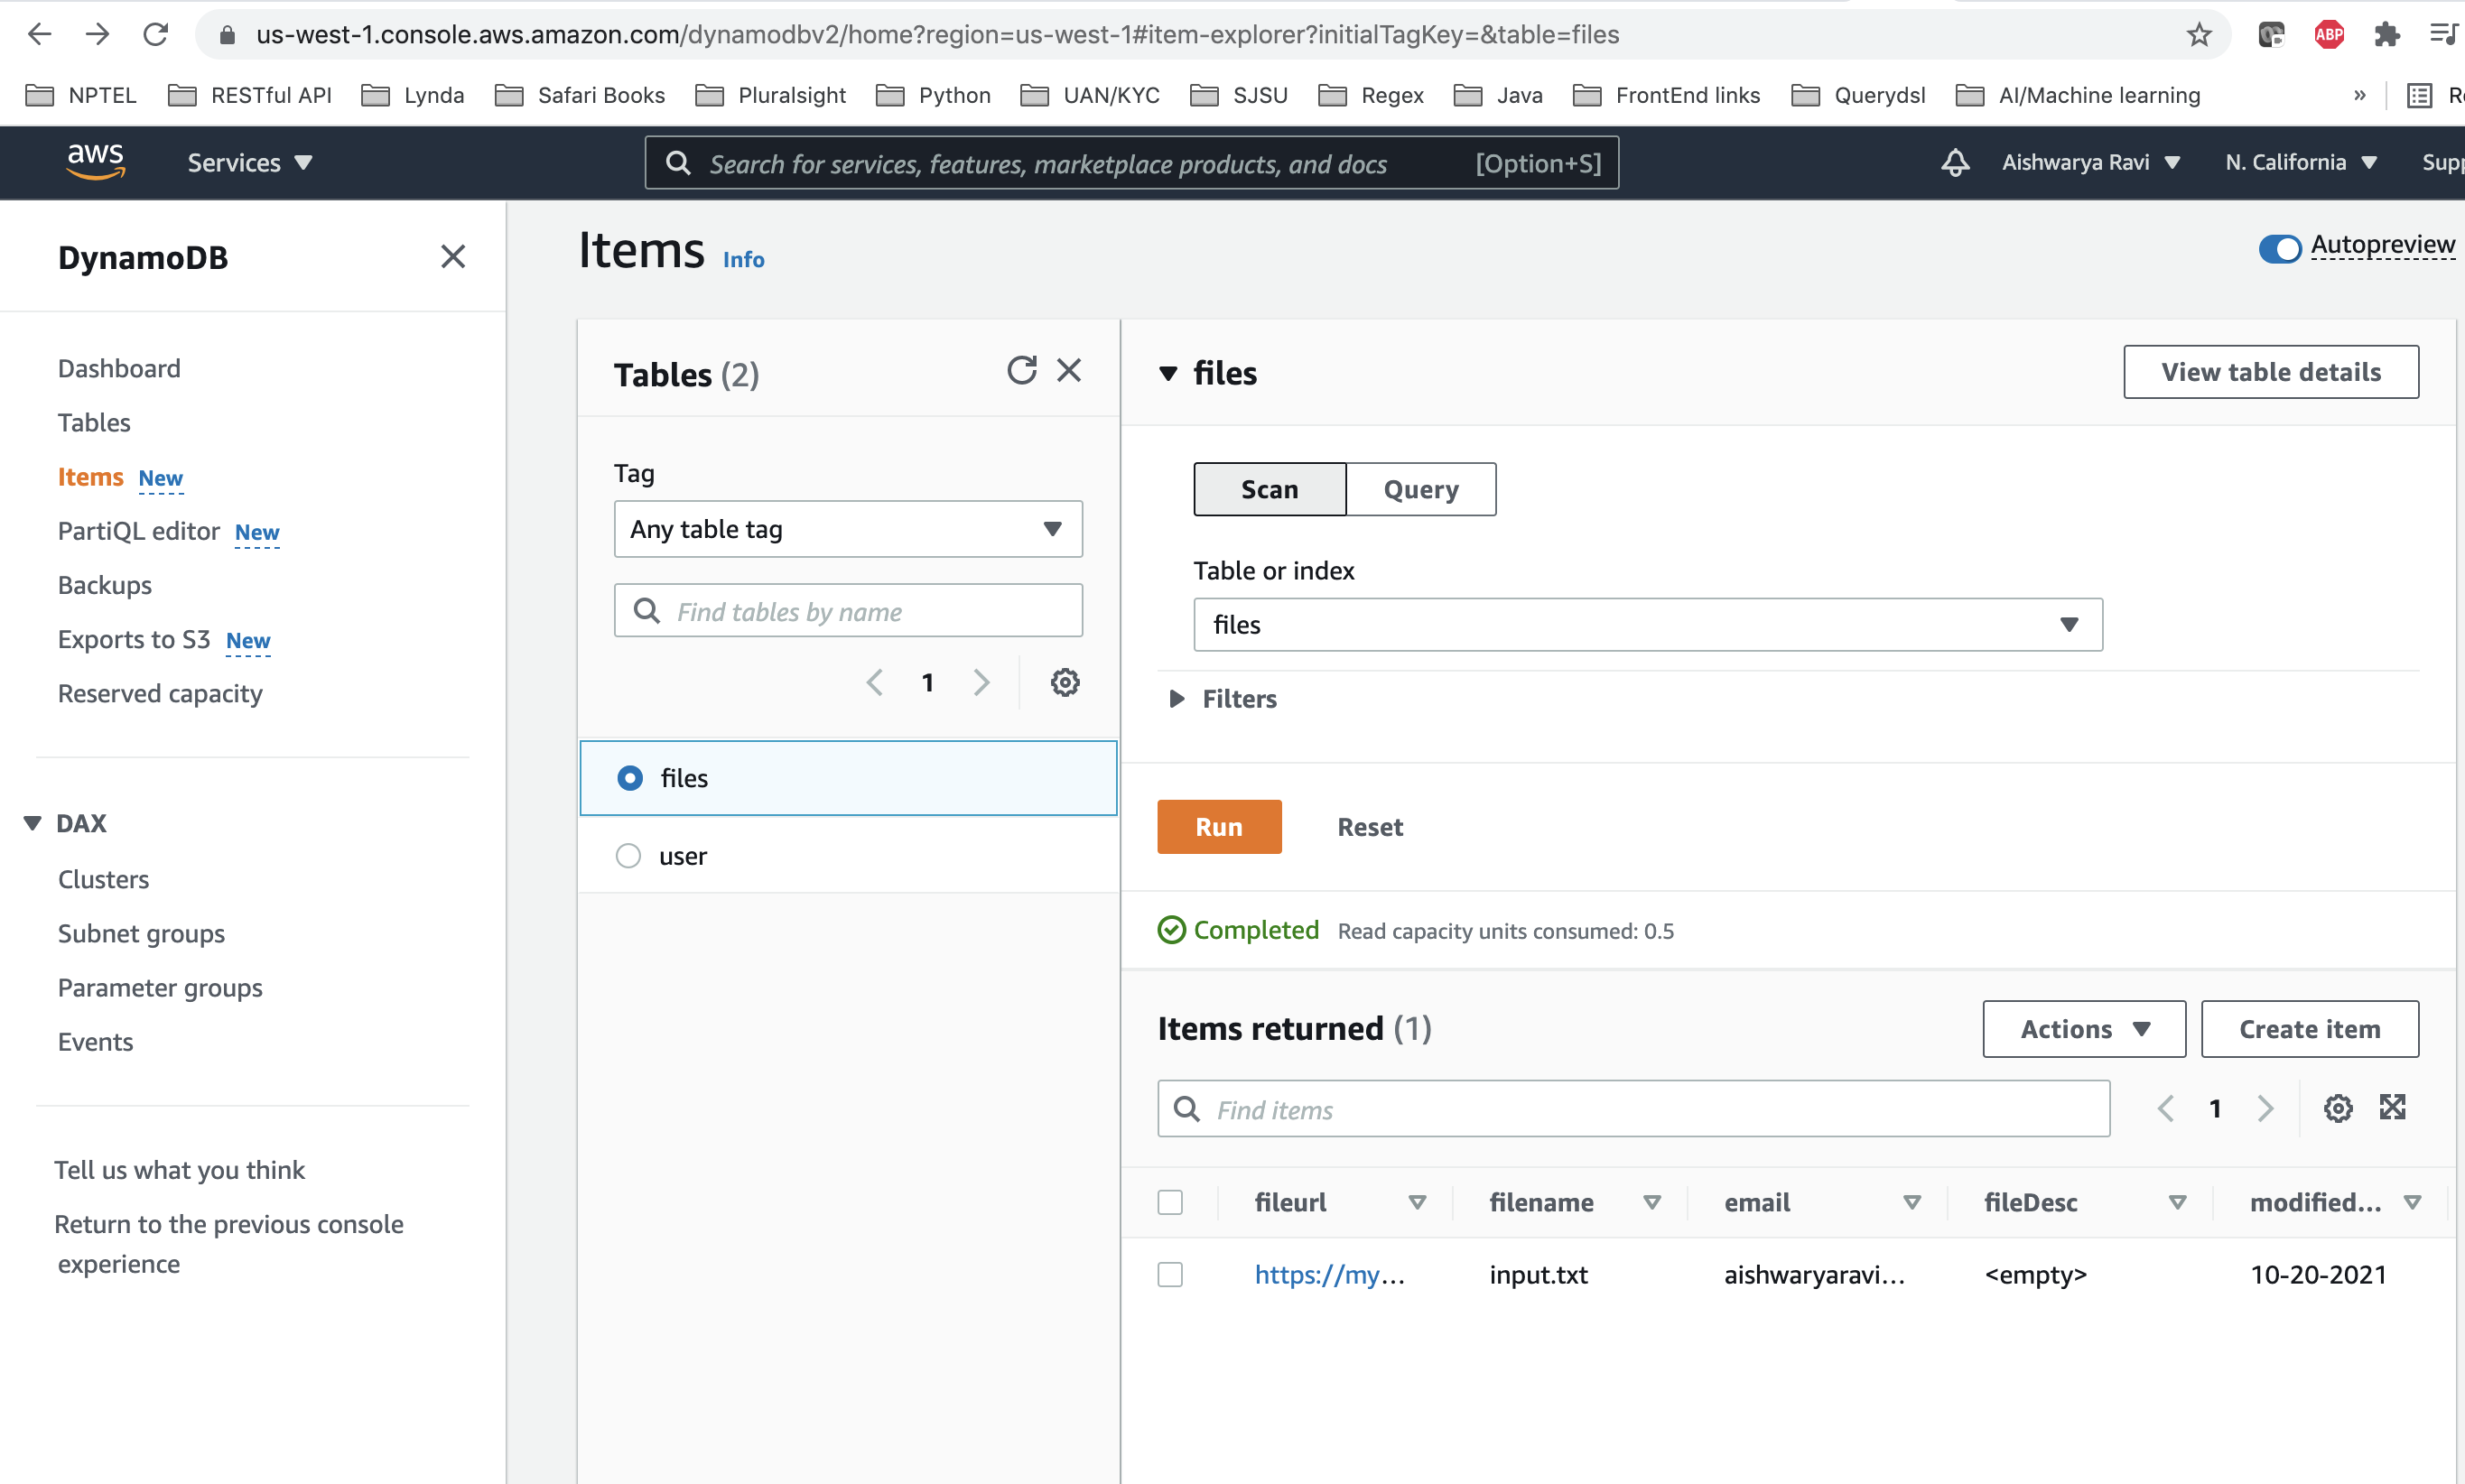 us-west-1.console.aws.amazon.com/dynamodbv2/home?region=us-west-1#item-explorer?initialTagKey=&table=files
ABP
NPTEL RESTful API Lynda Safari Books Pluralsight Python UAN/KYC SJSU Regex Java FrontEnd links Querydsl AI/Machine learning »
aws Services Search for services, features, marketplace products, and docs [Option+S] Aishwarya Ravi N. California
DynamoDB
Dashboard
Tables
Items New
PartiQL editor New
Backups
Exports to S3 New
Reserved capacity
DAX
Clusters
Subnet groups
Parameter groups
Events
Tell us what you think
Return to the previous console
experience
Items Info
Autopreview
Tables (2)
Tag
Any table tag
Find tables by name
1
files
user
files
View table details
Scan Query
Table or index
files
Filters
Run Reset
Completed Read capacity units consumed: 0.5
Items returned (1)
Actions Create item
Find items
1
fileurl filename email fileDesc modified...
https://my... input.txt aishwaryaravi... <empty> 10-20-2021